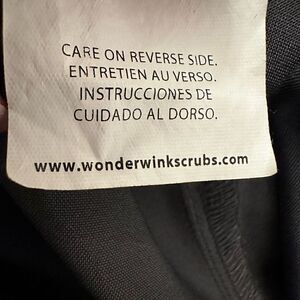 CARE ON REVERSE SIDE.
ENTRETIEN AU VERSO.
INSTRUCCIONES DE
CUIDADO AL DORSO.
www.wonderwinkscrubs.com